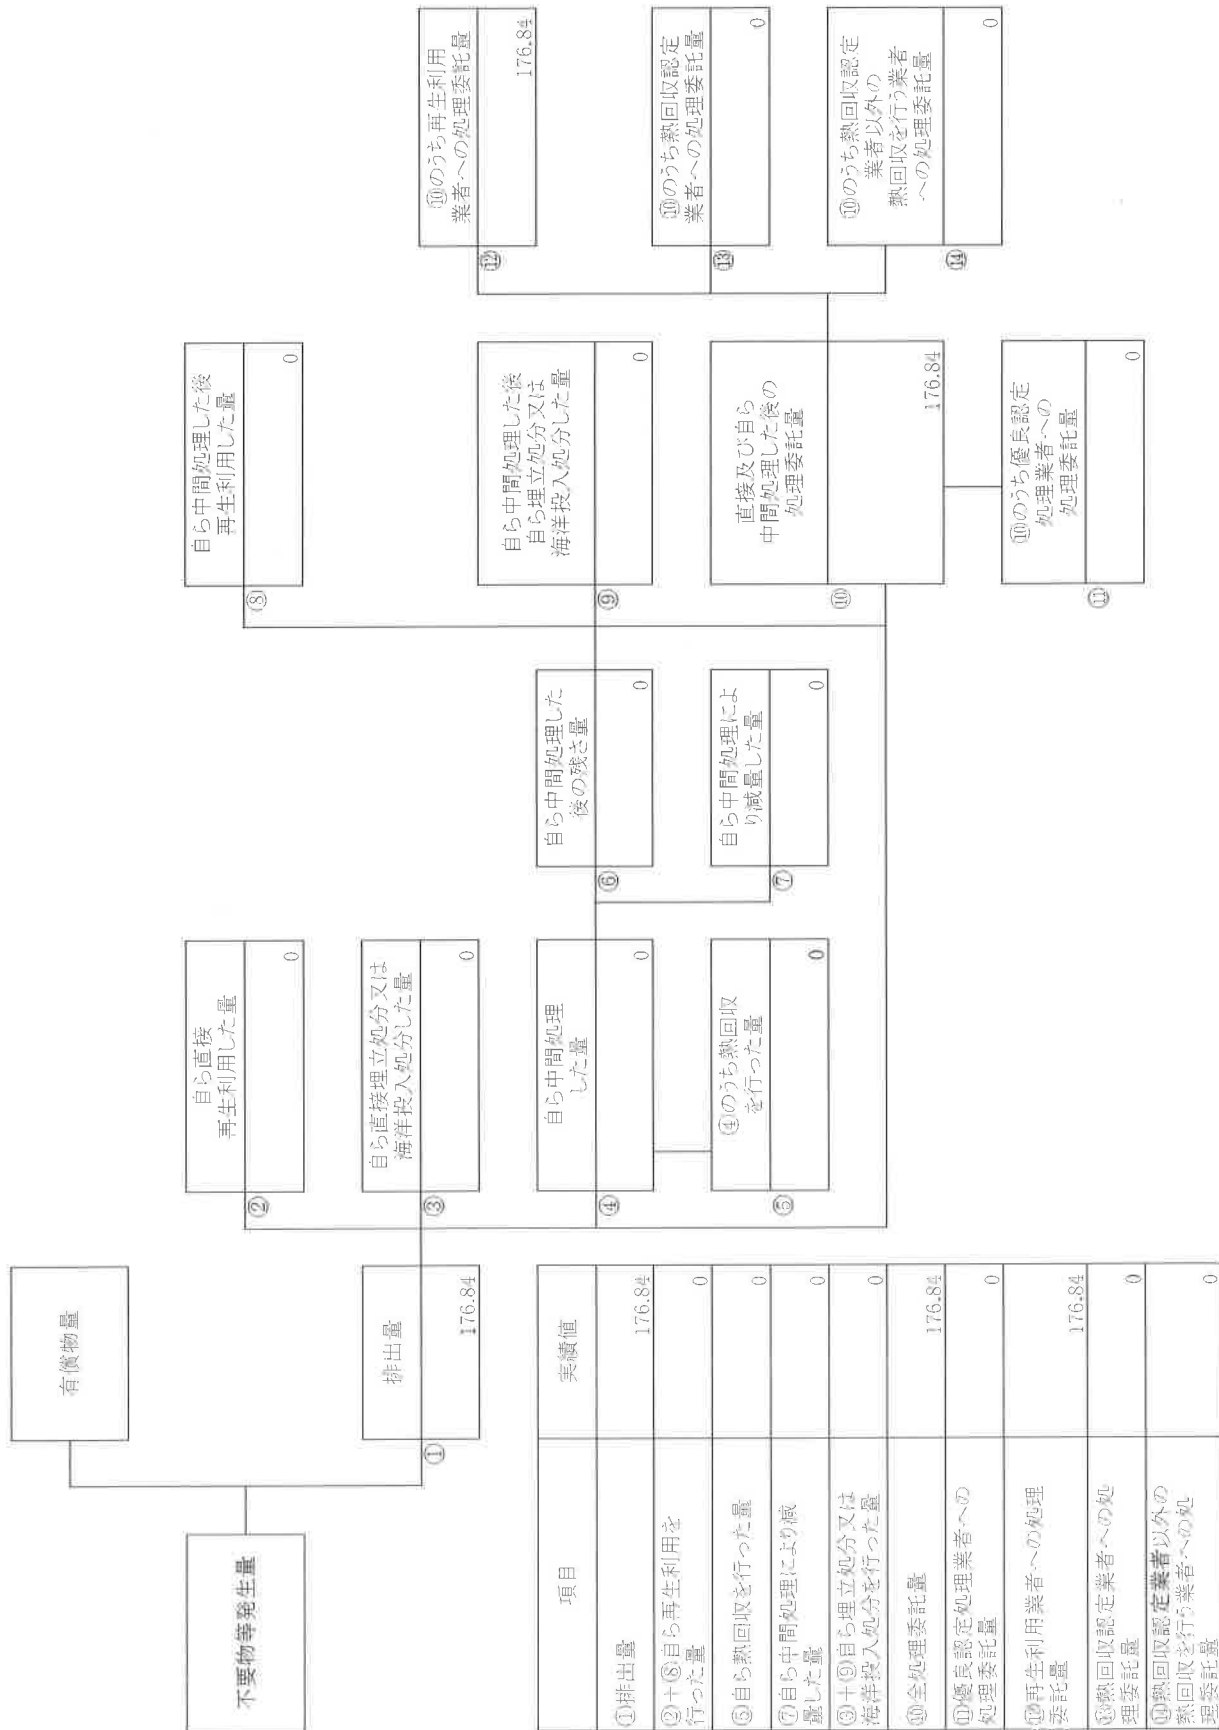 不要物等発生量
有償物量
①
排出量
176.84
②
自ら直接
再生利用した量
0
③
自ら直接埋立処分又は
海洋投入処分した量
0
④
自ら中間処理
した量
0
⑤
④のうち熱回収
を行った量
0
⑥
自ら中間処理した
後の残さ量
0
⑦
自ら中間処理によ
り減量した量
0
⑧
自ら中間処理した後
再生利用した量
0
⑨
自ら中間処理した後
自ら埋立処分又は
海洋投入処分した量
0
⑩
直接及び自ら
中間処理した後の
処理委託量
176.84
⑪
⑩のうち優良認定
処理業者への
処理委託量
0
⑫
⑩のうち再生利用
業者への処理委託量
176.84
⑬
⑩のうち熱回収認定
業者への処理委託量
0
⑭
⑩のうち熱回収認定
業者以外の
熱回収を行う業者
への処理委託量
0
項目 実績値
①排出量 176.84
②+⑧自ら再生利用を
行った量 0
⑤自ら熱回収を行った量 0
⑦自ら中間処理により減
量した量 0
③+⑨自ら埋立処分又は
海洋投入処分を行った量 0
⑩全処理委託量 176.84
⑪優良認定処理業者への
処理委託量 0
⑫再生利用業者への処理
委託量 176.84
⑬熱回収認定業者への処
理委託量 0
⑭熱回収認定業者以外の
熱回収を行う業者への処
理委託量 0